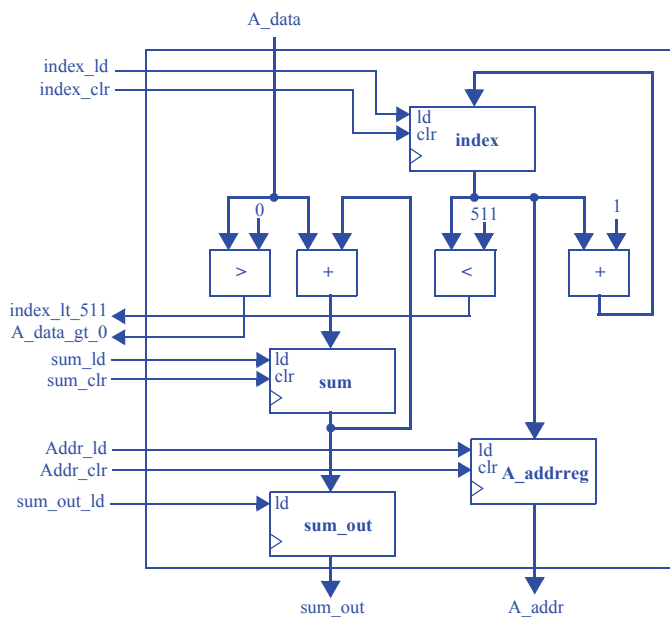 A_data
index_ld
index_clr
ld
clr
index
0
511
1
>
+
<
+
index_lt_511
A_data_gt_0
sum_ld
sum_clr
ld
clr
sum
Addr_ld
Addr_clr
ld
clr
A_addrreg
sum_out_ld
ld
sum_out
sum_out
A_addr